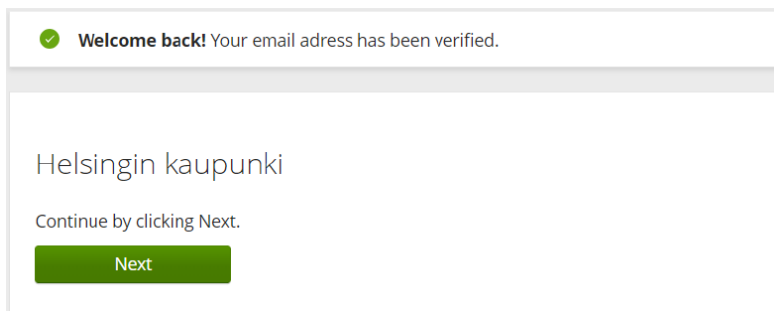 Welcome back! Your email adress has been verified.
Helsingin kaupunki
Continue by clicking Next.
Next